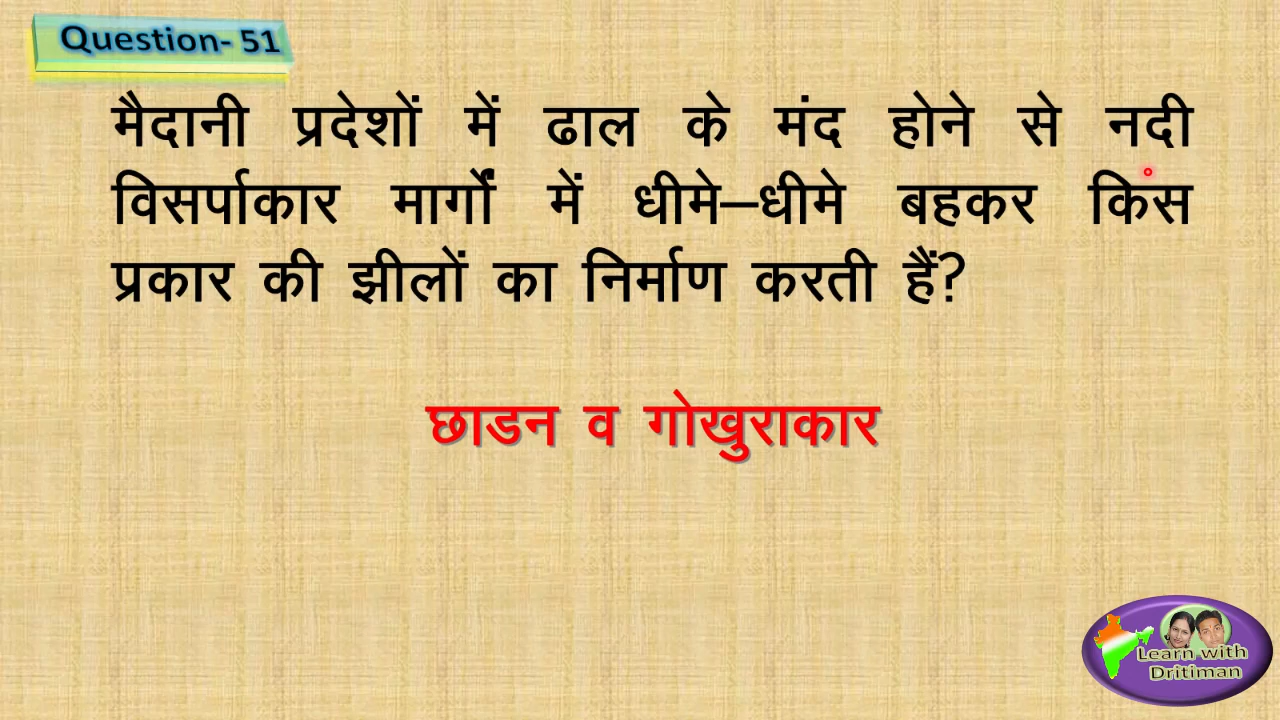 Question- 51
मैदानी प्रदेशों में ढाल के मंद होने से नदी
विसर्पाकार मार्गों में धीमे–धीमे बहकर किस
प्रकार की झीलों का निर्माण करती हैं?
छाडन व गोखुराकार
Learn with
Dritiman